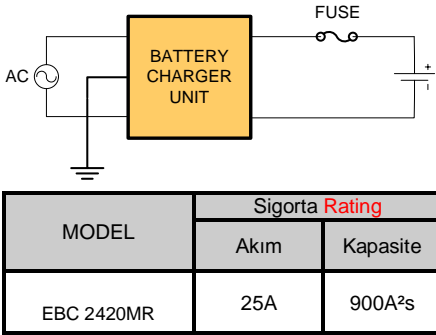 FUSE
AC
BATTERY
CHARGER
UNIT
+
-
MODEL
Sigorta Rating
Akım
Kapasite
EBC 2420MR
25A
900A²s